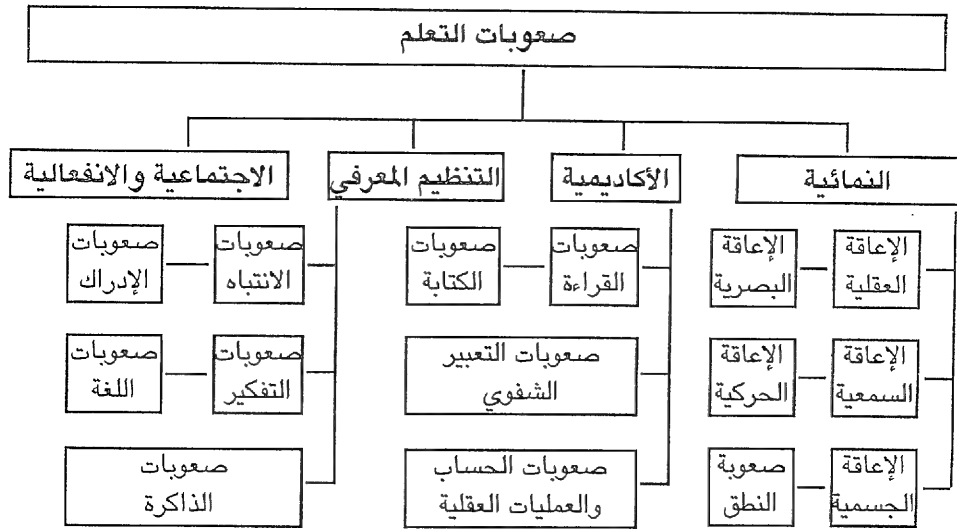 صعوبات التعلم
النمائية
الأكاديمية
التنظيم المعرفي
الاجتماعية والانفعالية
الإعاقة
العقلية
الإعاقة
البصرية
الإعاقة
السمعية
الإعاقة
الحركية
الإعاقة
الجسمية
صعوبة
النطق
صعوبات
القراءة
صعوبات
الكتابة
صعوبات التعبير
الشفوي
صعوبات الحساب
والعمليات العقلية
صعوبات
الانتباه
صعوبات
الإدراك
صعوبات
التفكير
صعوبات
اللغة
صعوبات
الذاكرة